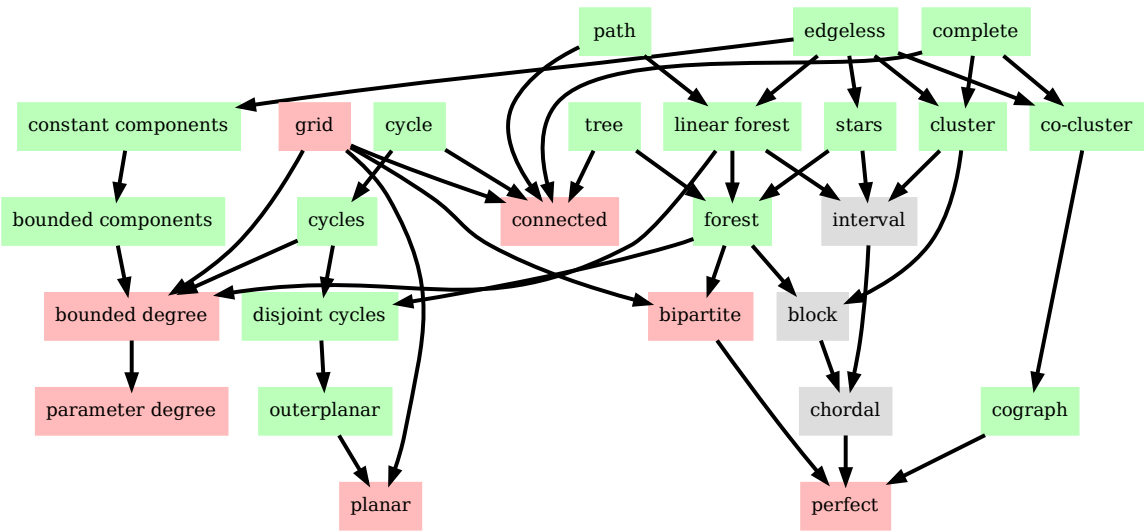 path
edgeless
complete
constant components
grid
cycle
tree
linear forest
stars
cluster
co-cluster
bounded components
cycles
connected
forest
interval
bounded degree
disjoint cycles
bipartite
block
parameter degree
outerplanar
chordal
cograph
planar
perfect